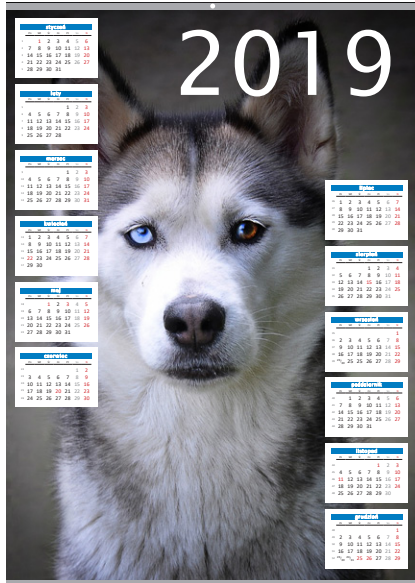 2019
styczeń
1 2 3 4 5 6
7 8 9 10 11 12 13
14 15 16 17 18 19 20
21 22 23 24 25 26 27
28 29 30 31
luty
1 2 3
4 5 6 7 8 9 10
11 12 13 14 15 16 17
18 19 20 21 22 23 24
25 26 27 28
marzec
1 2 3
4 5 6 7 8 9 10
11 12 13 14 15 16 17
18 19 20 21 22 23 24
25 26 27 28 29 30 31
kwiecień
1 2 3 4 5 6 7
8 9 10 11 12 13 14
15 16 17 18 19 20 21
22 23 24 25 26 27 28
29 30
maj
1 2 3 4 5
6 7 8 9 10 11 12
13 14 15 16 17 18 19
20 21 22 23 24 25 26
27 28 29 30 31
czerwiec
1 2
3 4 5 6 7 8 9
10 11 12 13 14 15 16
17 18 19 20 21 22 23
24 25 26 27 28 29 30
lipiec
1 2 3 4 5 6 7
8 9 10 11 12 13 14
15 16 17 18 19 20 21
22 23 24 25 26 27 28
29 30 31
sierpień
1 2 3 4
5 6 7 8 9 10 11
12 13 14 15 16 17 18
19 20 21 22 23 24 25
26 27 28 29 30 31
wrzesień
1
2 3 4 5 6 7 8
9 10 11 12 13 14 15
16 17 18 19 20 21 22
25 26 27 28 29
październik
1 2 3 4 5 6
7 8 9 10 11 12 13
14 15 16 17 18 19 20
21 22 23 24 25 26 27
28 29 30 31
listopad
1 2 3
4 5 6 7 8 9 10
11 12 13 14 15 16 17
18 19 20 21 22 23 24
25 26 27 28 29 30
grudzień
1
2 3 4 5 6 7 8
9 10 11 12 13 14 15
16 17 18 19 20 21 22
25 26 27 28 29